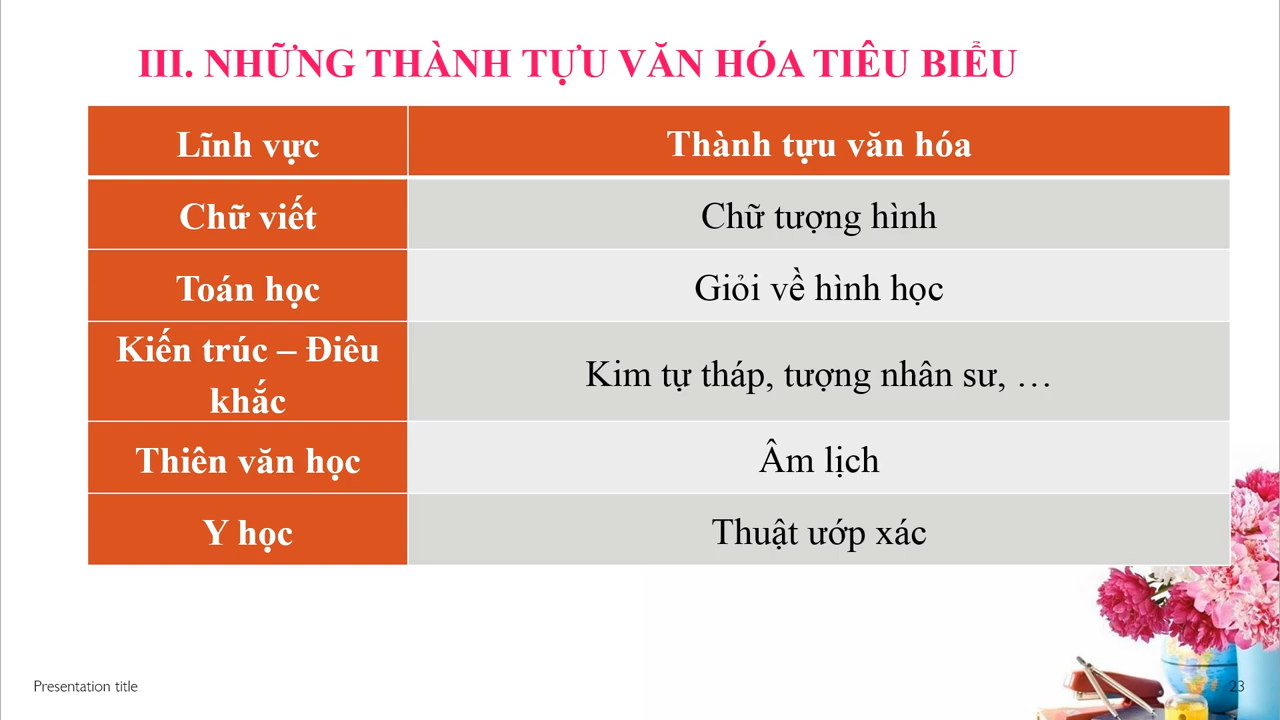 III. NHỮNG THÀNH TỰU VĂN HÓA TIÊU BIỂU
Lĩnh vực
Thành tựu văn hóa
Chữ viết
Chữ tượng hình
Toán học
Giỏi về hình học
Kiến trúc – Điêu
khắc
Kim tự tháp, tượng nhân sư, …
Thiên văn học
Âm lịch
Y học
Thuật ướp xác
Presentation title
23